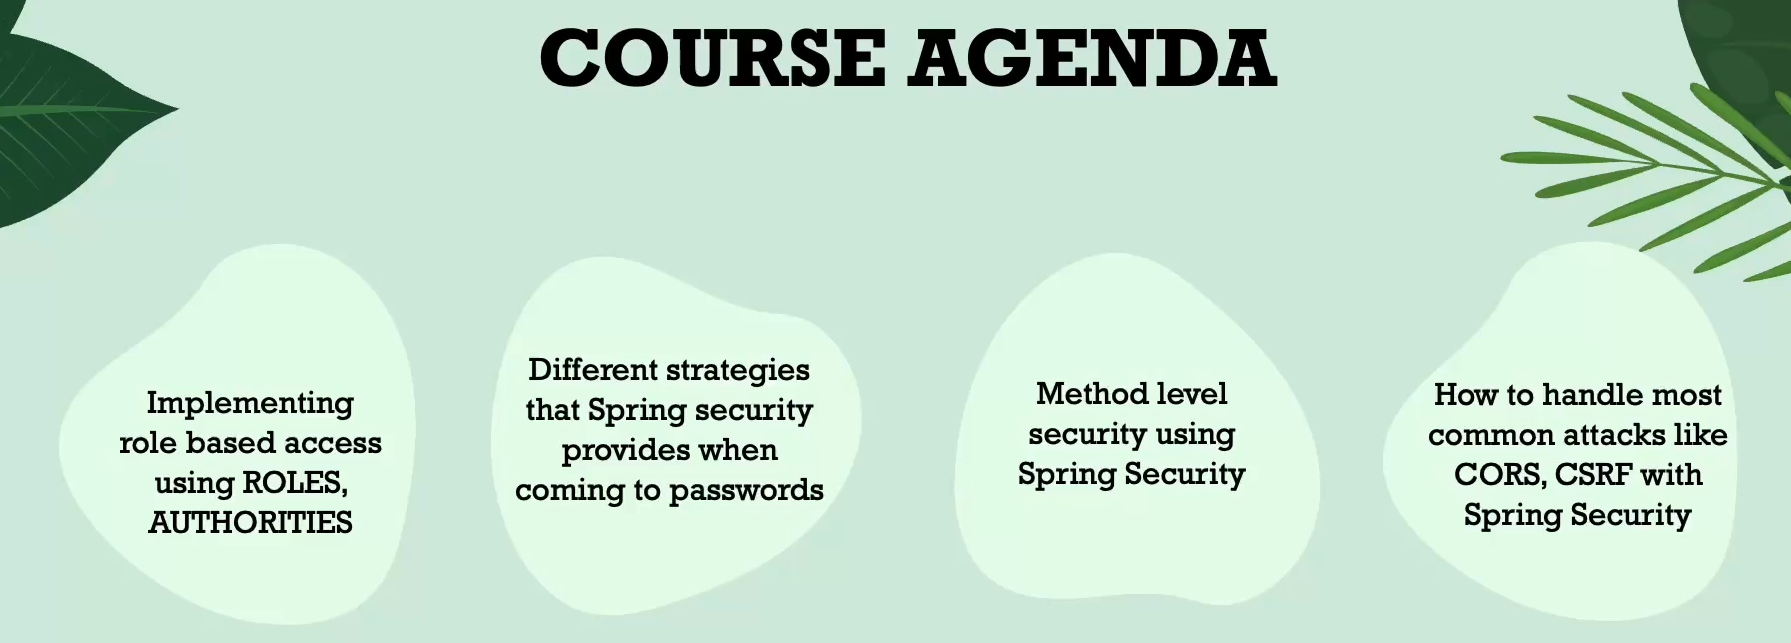 COURSE AGENDA
Implementing
role based access
using ROLES,
AUTHORITIES
Different strategies
that Spring security
provides when
coming to passwords
Method level
security using
Spring Security
How to handle most
common attacks like
CORS, CSRF with
Spring Security